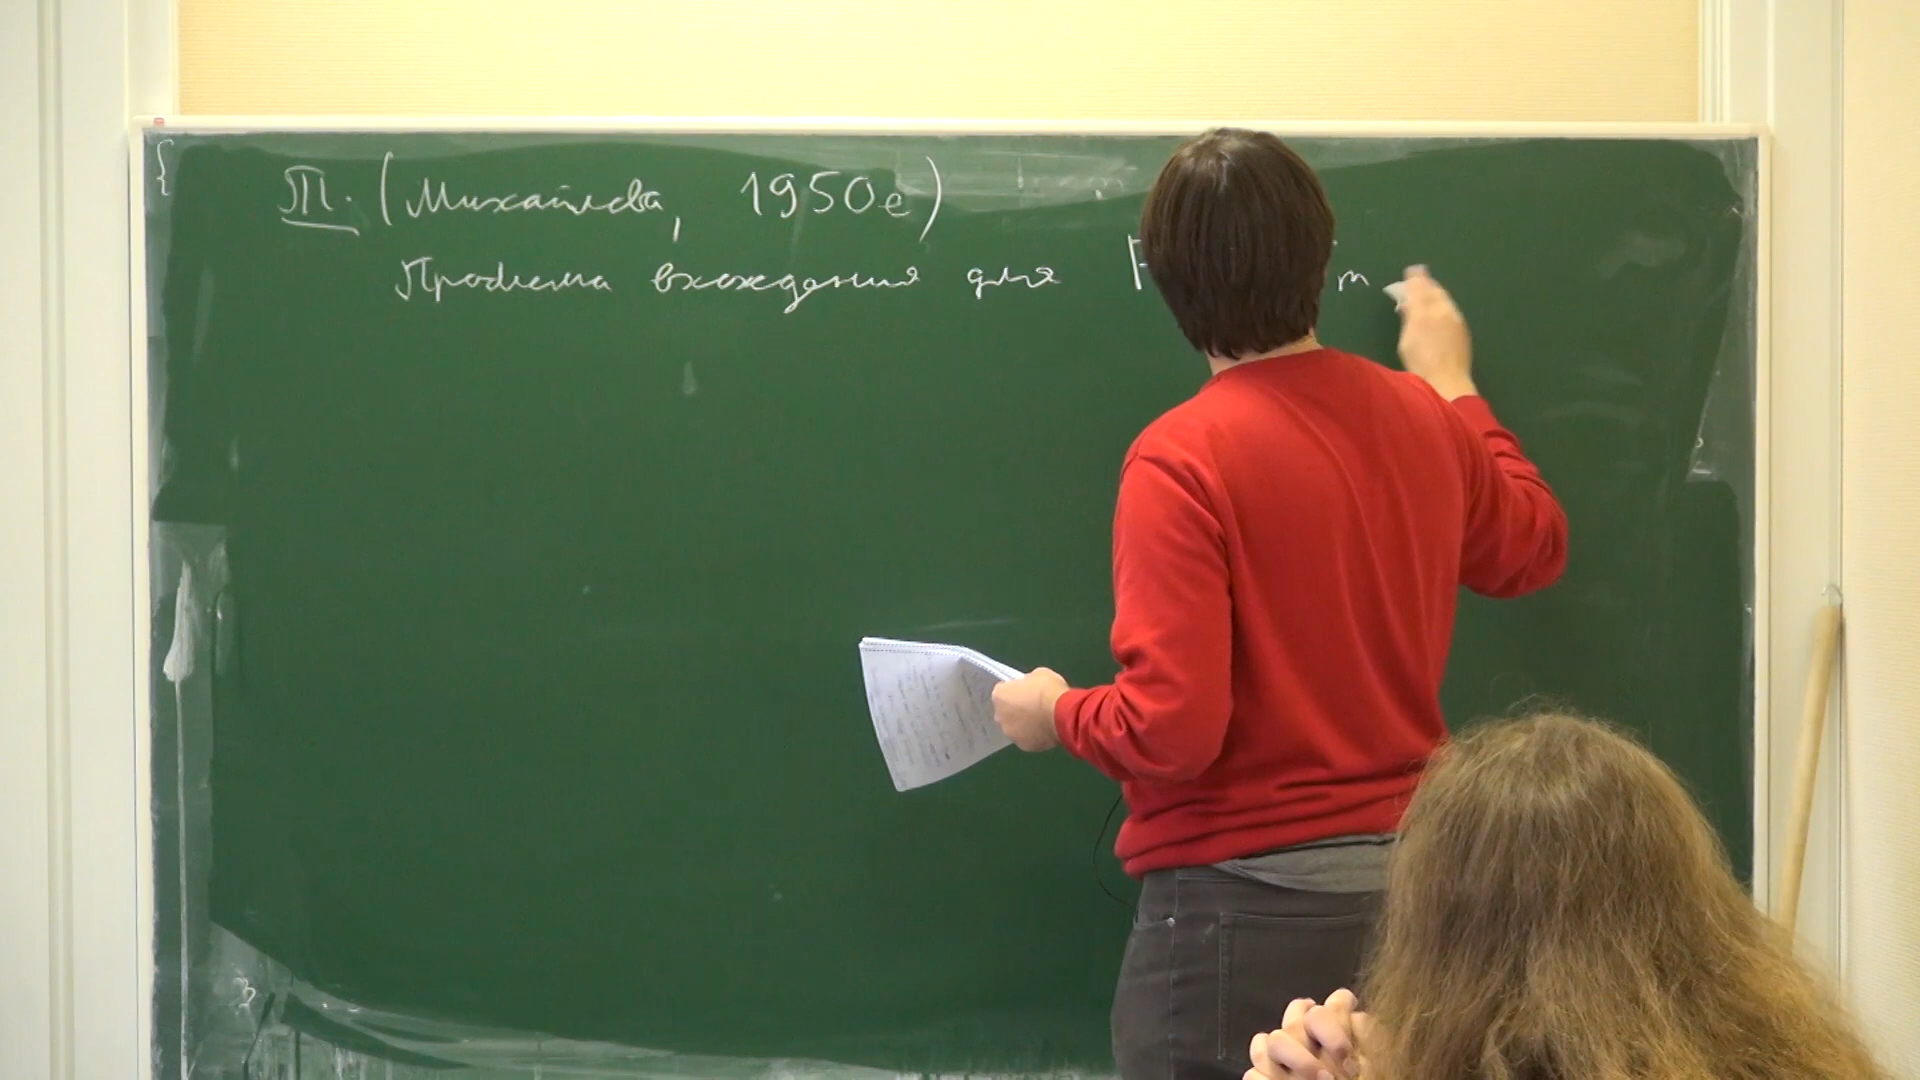 Т. (Михайлова, 1950е)
Проблема вхождения для F m